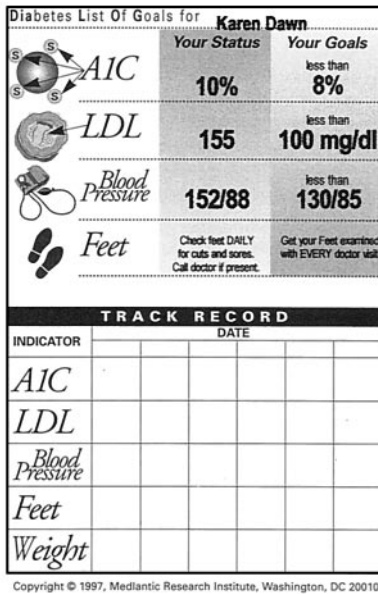 Diabetes List Of Goals for Karen Dawn
Your Status Your Goals
S S S S
A1C 10% less than 8%
LDL 155 less than 100 mg/dl
Blood Pressure 152/88 less than 130/85
Feet Check feet DAILY for cuts and sores. Call doctor if present. Get your Feet examined with EVERY doctor visit
TRACK RECORD
INDICATOR DATE
A1C
LDL
Blood Pressure
Feet
Weight
Copyright © 1997, Medlantic Research Institute, Washington, DC 20010